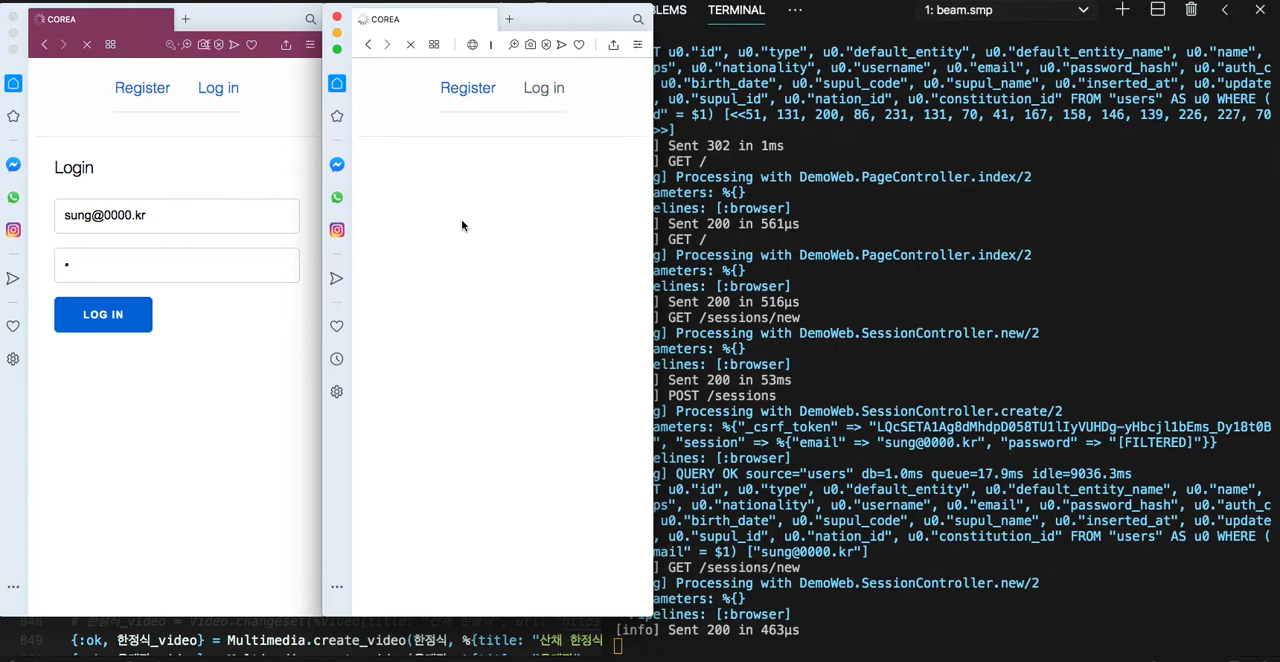 COREA
COREA
Register
Log in
Login
sung@0000.kr
LOG IN
Register
Log in
LEMS
TERMINAL
1: beam.smp
T u0."id", u0."type", u0."default_entity", u0."default_entity_name", u0."name",
ps", u0."nationality", u0."username", u0."email", u0."password_hash", u0."auth_c
u0."birth_date", u0."supul_code", u0."supul_name", u0."inserted_at", u0."update
, u0."supul_id", u0."nation_id", u0."constitution_id" FROM "users" AS u0 WHERE (
d" = $1) [<<51, 131, 200, 86, 231, 131, 70, 41, 167, 158, 146, 139, 226, 227, 70
>>]
] Sent 302 in 1ms
] GET /
g] Processing with DemoWeb.PageController.index/2
ameters: %{}
elines: [:browser]
] Sent 200 in 561µs
] GET /
g] Processing with DemoWeb.PageController.index/2
ameters: %{}
elines: [:browser]
] Sent 200 in 516µs
] GET /sessions/new
g] Processing with DemoWeb.SessionController.new/2
ameters: %{}
elines: [:browser]
] Sent 200 in 53ms
] POST /sessions
g] Processing with DemoWeb.SessionController.create/2
ameters: %{"_csrf_token" => "LQcSETA1Ag8dMhdpD058TU1lIyVUHDg-yHbcjl1bEms_Dy18t0B
", "session" => %{"email" => "sung@0000.kr", "password" => "[FILTERED]"}}
elines: [:browser]
g] QUERY OK source="users" db=1.0ms queue=17.9ms idle=9036.3ms
T u0."id", u0."type", u0."default_entity", u0."default_entity_name", u0."name",
ps", u0."nationality", u0."username", u0."email", u0."password_hash", u0."auth_c
u0."birth_date", u0."supul_code", u0."supul_name", u0."inserted_at", u0."update
, u0."supul_id", u0."nation_id", u0."constitution_id" FROM "users" AS u0 WHERE (
mail" = $1) ["sung@0000.kr"]
] GET /sessions/new
g] Processing with DemoWeb.SessionController.new/2
ameters: %{}
Pipelines: [:browser]
[info] Sent 200 in 463µs
849 {:ok, 한정식_video} = Multimedia.create_video(한정식, %{title: "산채 한정식